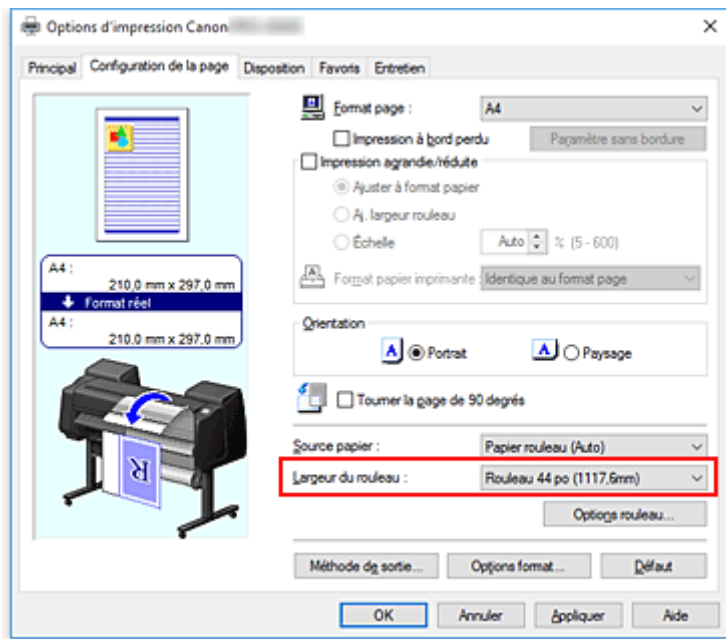 Options d'impression Canon
Principal Configuration de la page Disposition Favoris Entretien
Format page : A4
Impression à bord perdu Paramètre sans bordure
Impression agrandie/réduite
Ajuster à format papier
Aj. largeur rouleau
Échelle Auto % (5 - 600)
Format papier imprimante : Identique au format page
A4 :
210,0 mm x 297,0 mm
Format réel
A4 :
210,0 mm x 297,0 mm
Orientation
A Portrait A Paysage
Tourner la page de 90 degrés
R
Source papier : Papier rouleau (Auto)
Largeur du rouleau : Rouleau 44 po (1117,6mm)
Options rouleau...
Méthode de sortie... Options format... Défaut
OK Annuler Appliquer Aide